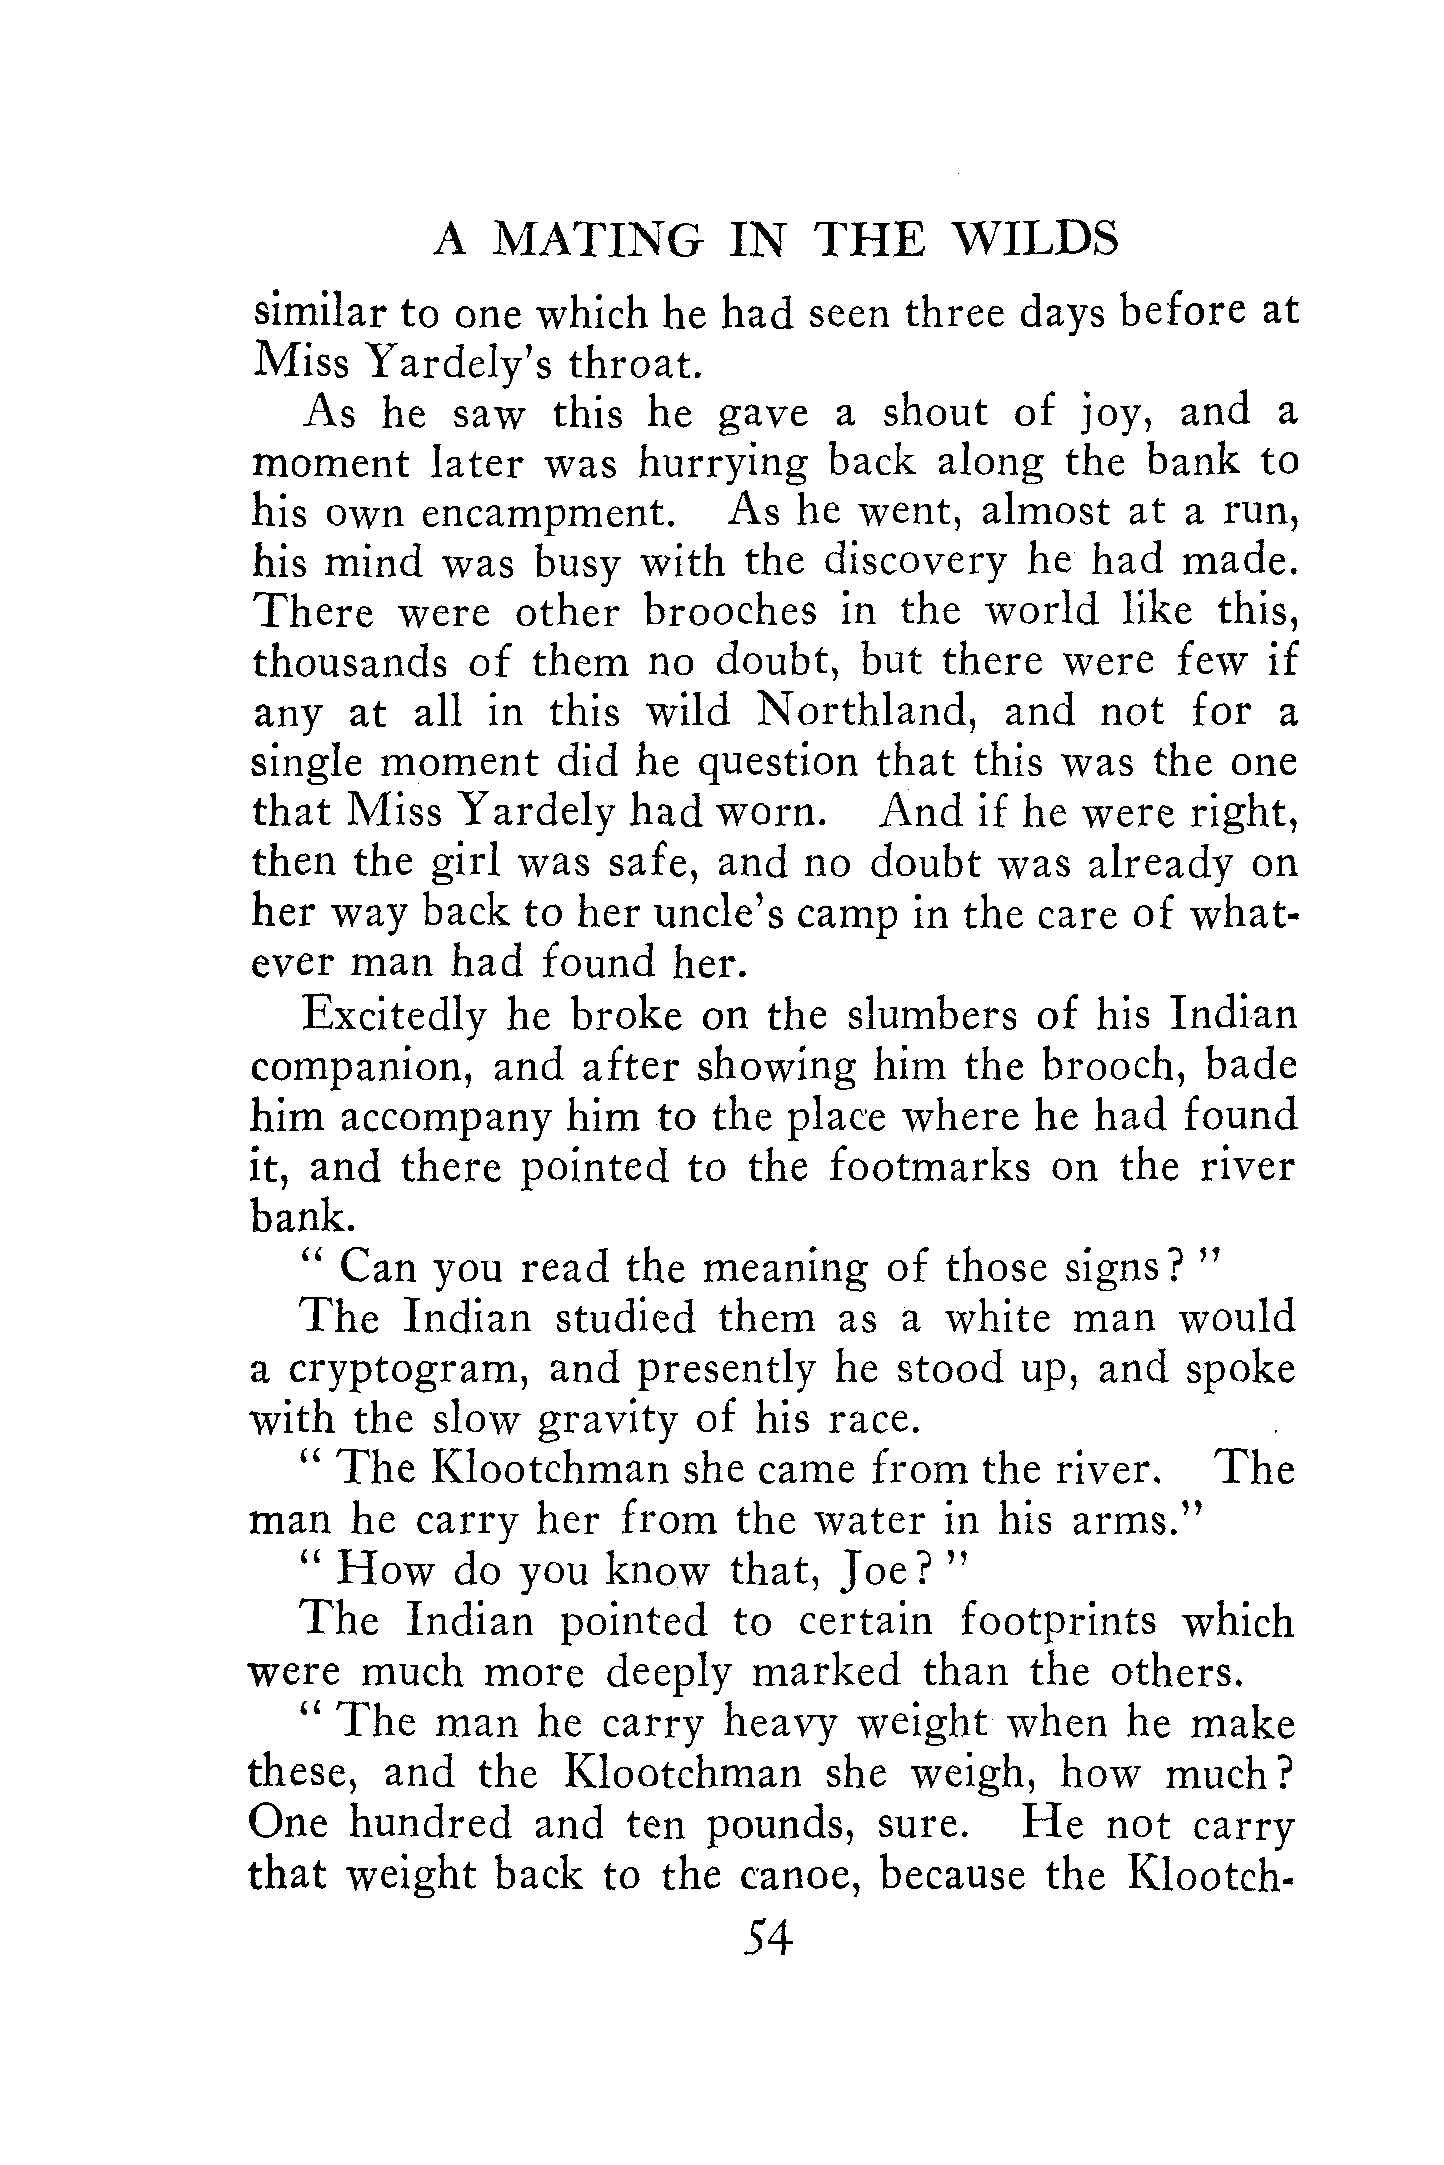 A MATING IN THE WILDS
similar to one which he had seen three days before at
Miss Yardely's throat.
As he saw this he gave a shout of joy, and a
moment later was hurrying back along the bank to
his own encampment. As he went, almost at a run,
his mind was busy with the discovery he had made.
There were other brooches in the world like this,
thousands of them no doubt, but there were few if
any at all in this wild Northland, and not for a
single moment did he question that this was the one
that Miss Yardely had worn. And if he were right,
then the girl was safe, and no doubt was already on
her way back to her uncle's camp in the care of what-
ever man had found her.
Excitedly he broke on the slumbers of his Indian
companion, and after showing him the brooch, bade
him accompany him to the place where he had found
it, and there pointed to the footmarks on the river
bank.
" Can you read the meaning of those signs? "
The Indian studied them as a white man would
a cryptogram, and presently he stood up, and spoke
with the slow gravity of his race.
" The Klootchman she came from the river. The
man he carry her from the water in his arms."
" How do you know that, Joe? "
The Indian pointed to certain footprints which
were much more deeply marked than the others.
" The man he carry heavy weight when he make
these, and the Klootchman she weigh, how much?
One hundred and ten pounds, sure. He not carry
that weight back to the canoe, because the Klootch-
54